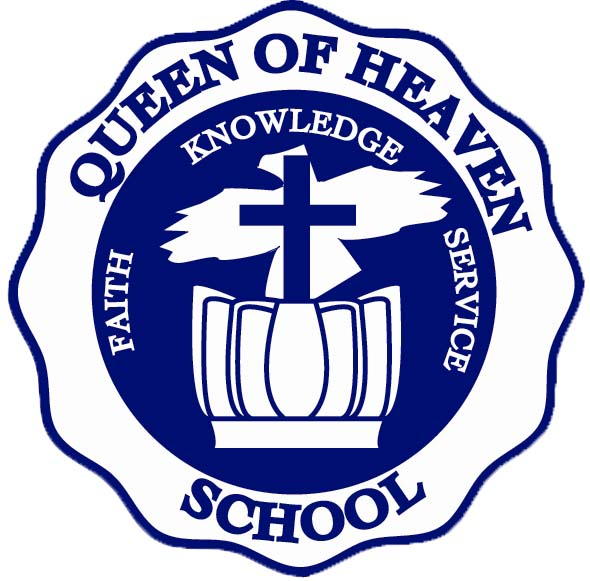 QUEEN OF HEAVEN
KNOWLEDGE
FAITH
SERVICE
SCHOOL